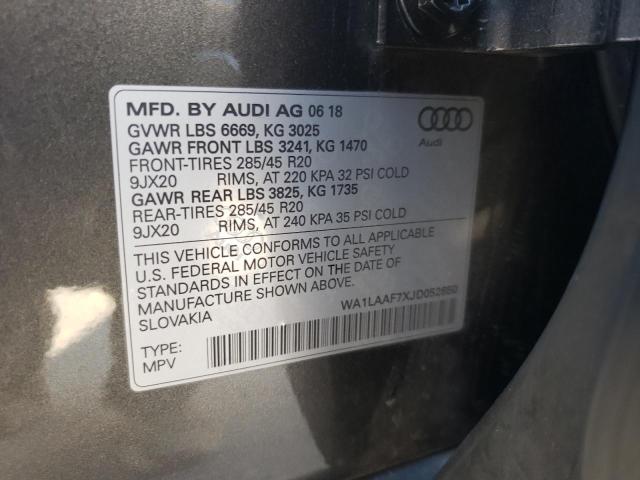 MFD. BY AUDI AG 06 18
GVWR LBS 6669, KG 3025
GAWR FRONT LBS 3241, KG 1470
FRONT-TIRES 285/45 R20
9JX20 RIMS, AT 220 KPA 32 PSI COLD
GAWR REAR LBS 3825, KG 1735
REAR-TIRES 285/45 R20
9JX20 RIMS, AT 240 KPA 35 PSI COLD
Audi
THIS VEHICLE CONFORMS TO ALL APPLICABLE
U.S. FEDERAL MOTOR VEHICLE SAFETY
STANDARDS IN EFFECT ON THE DATE OF
MANUFACTURE SHOWN ABOVE.
SLOVAKIA
WA1LAAF7XJD052650
TYPE:
MPV